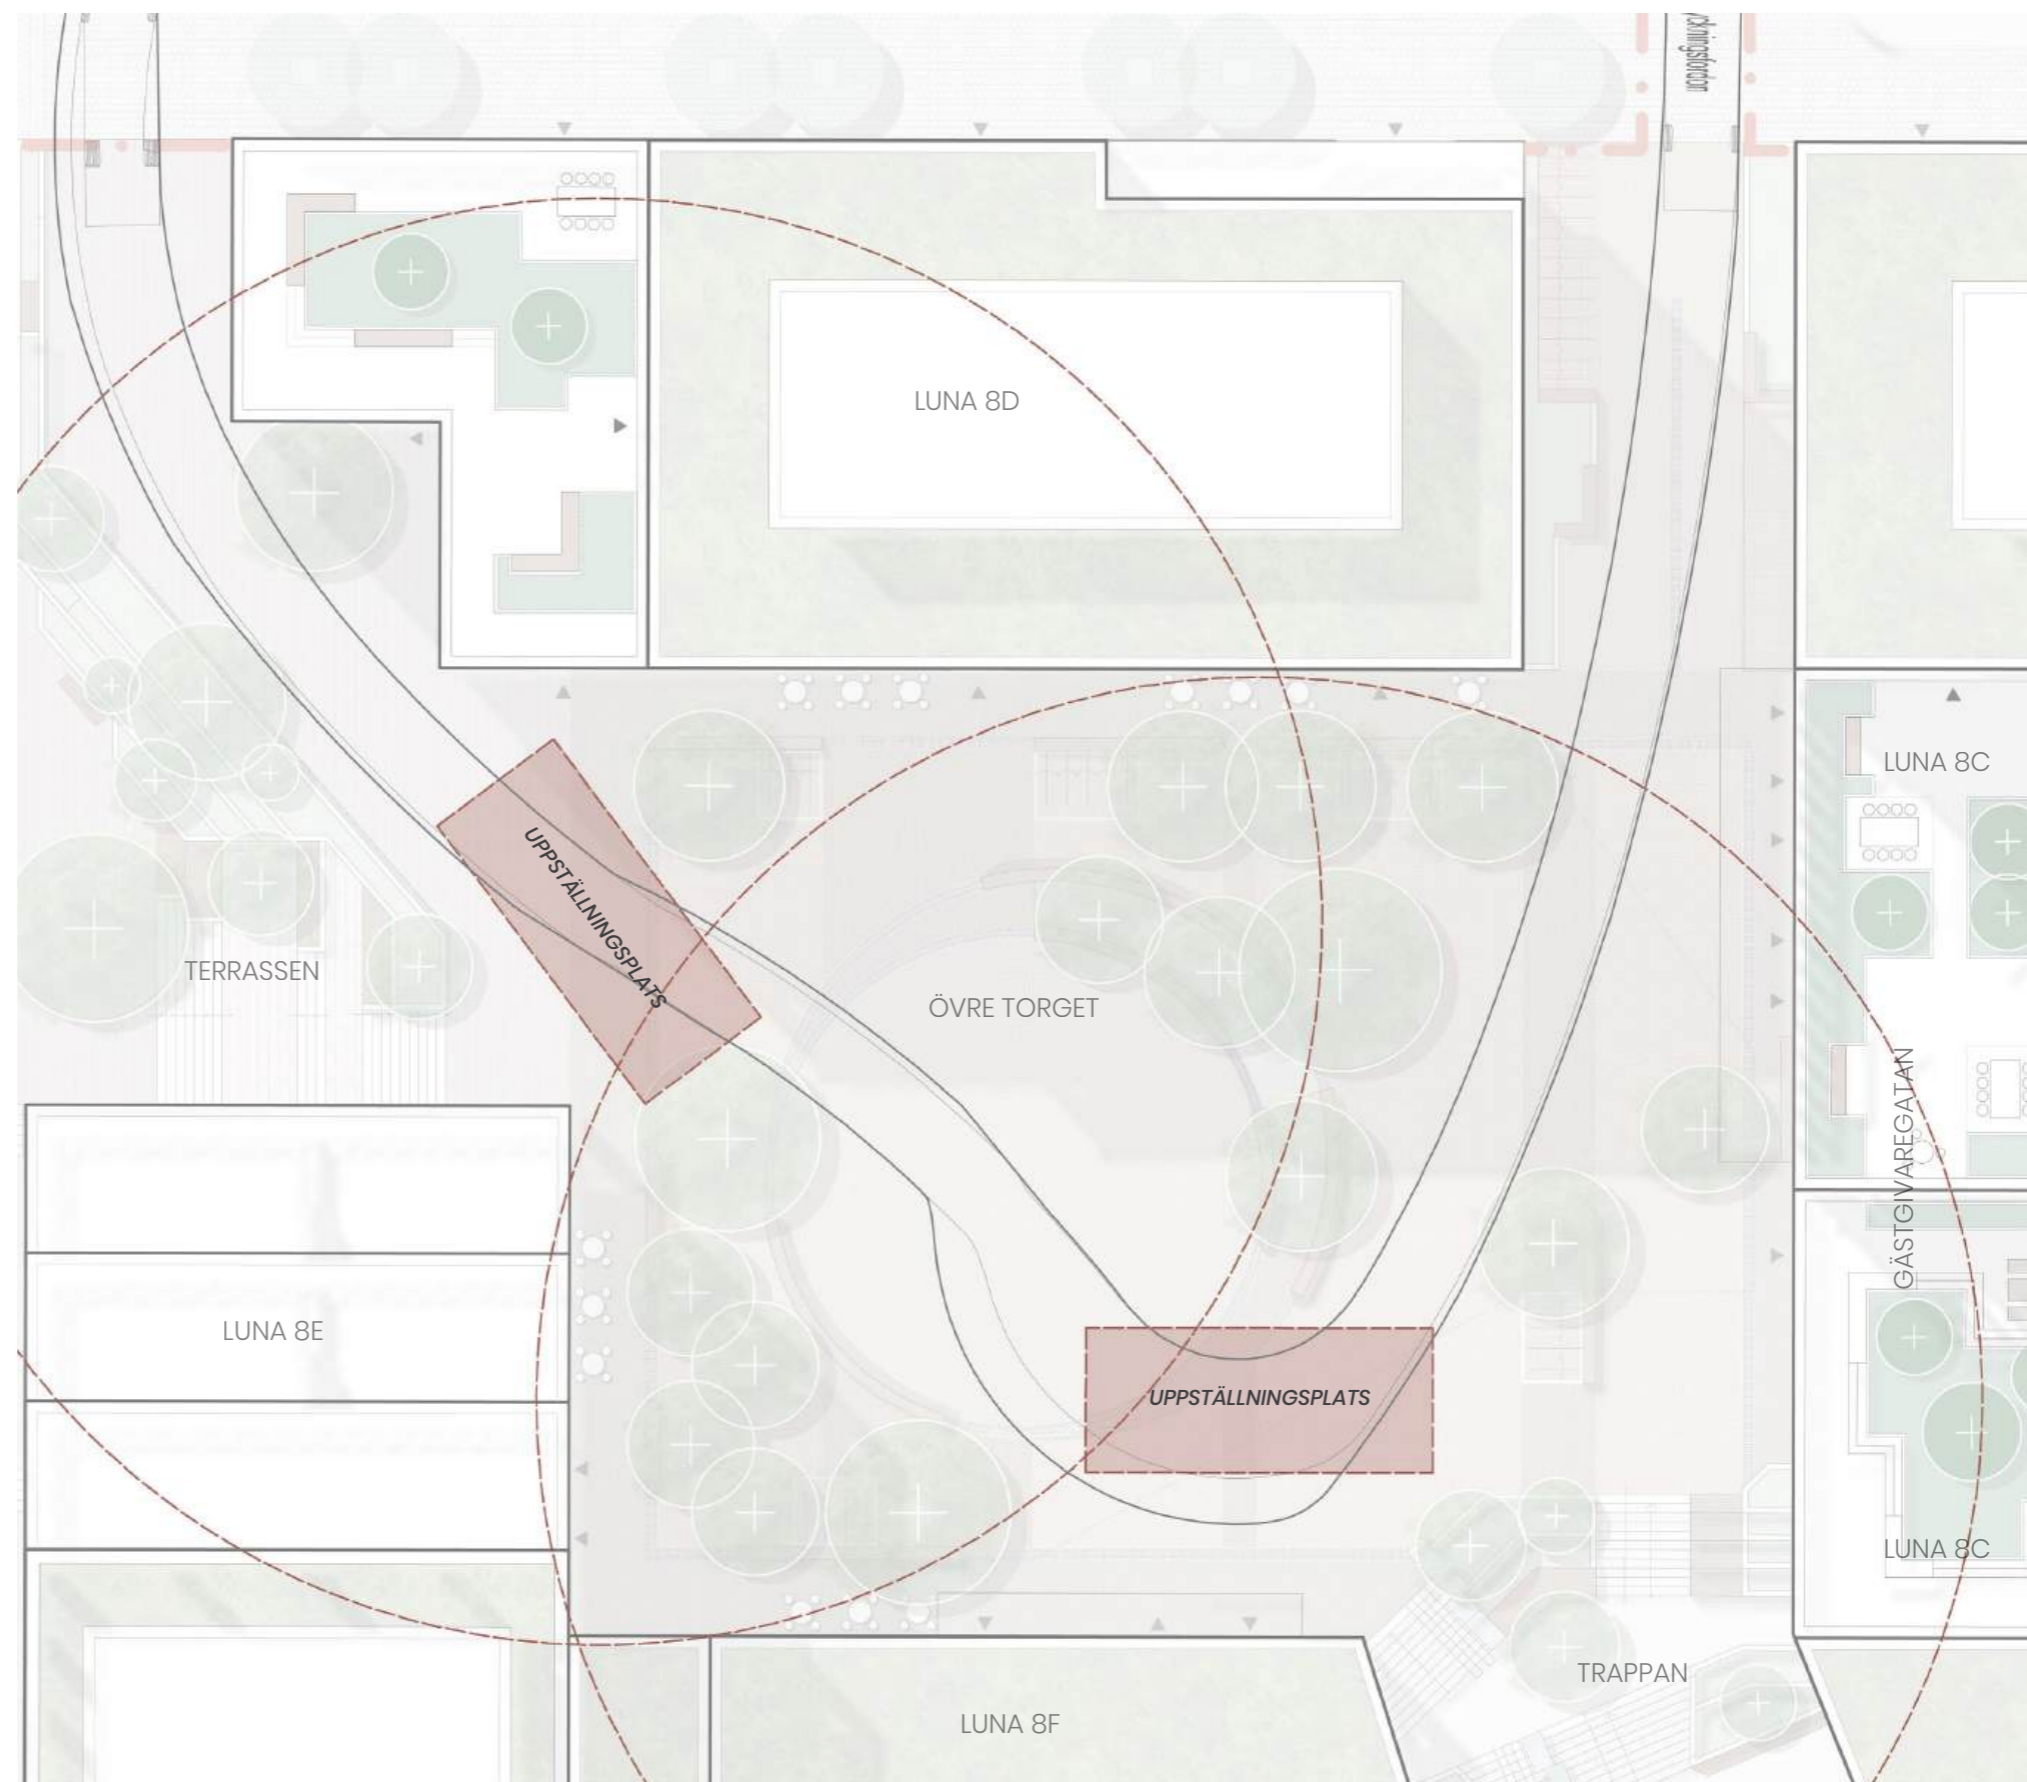 LUNA 8D
LUNA 8C
UPPSTÄLLNINGSPLATS
TERRASSEN
ÖVRE TORGET
GÄSTGIVAREGATAN
LUNA 8E
UPPSTÄLLNINGSPLATS
LUNA 8C
TRAPPAN
LUNA 8F